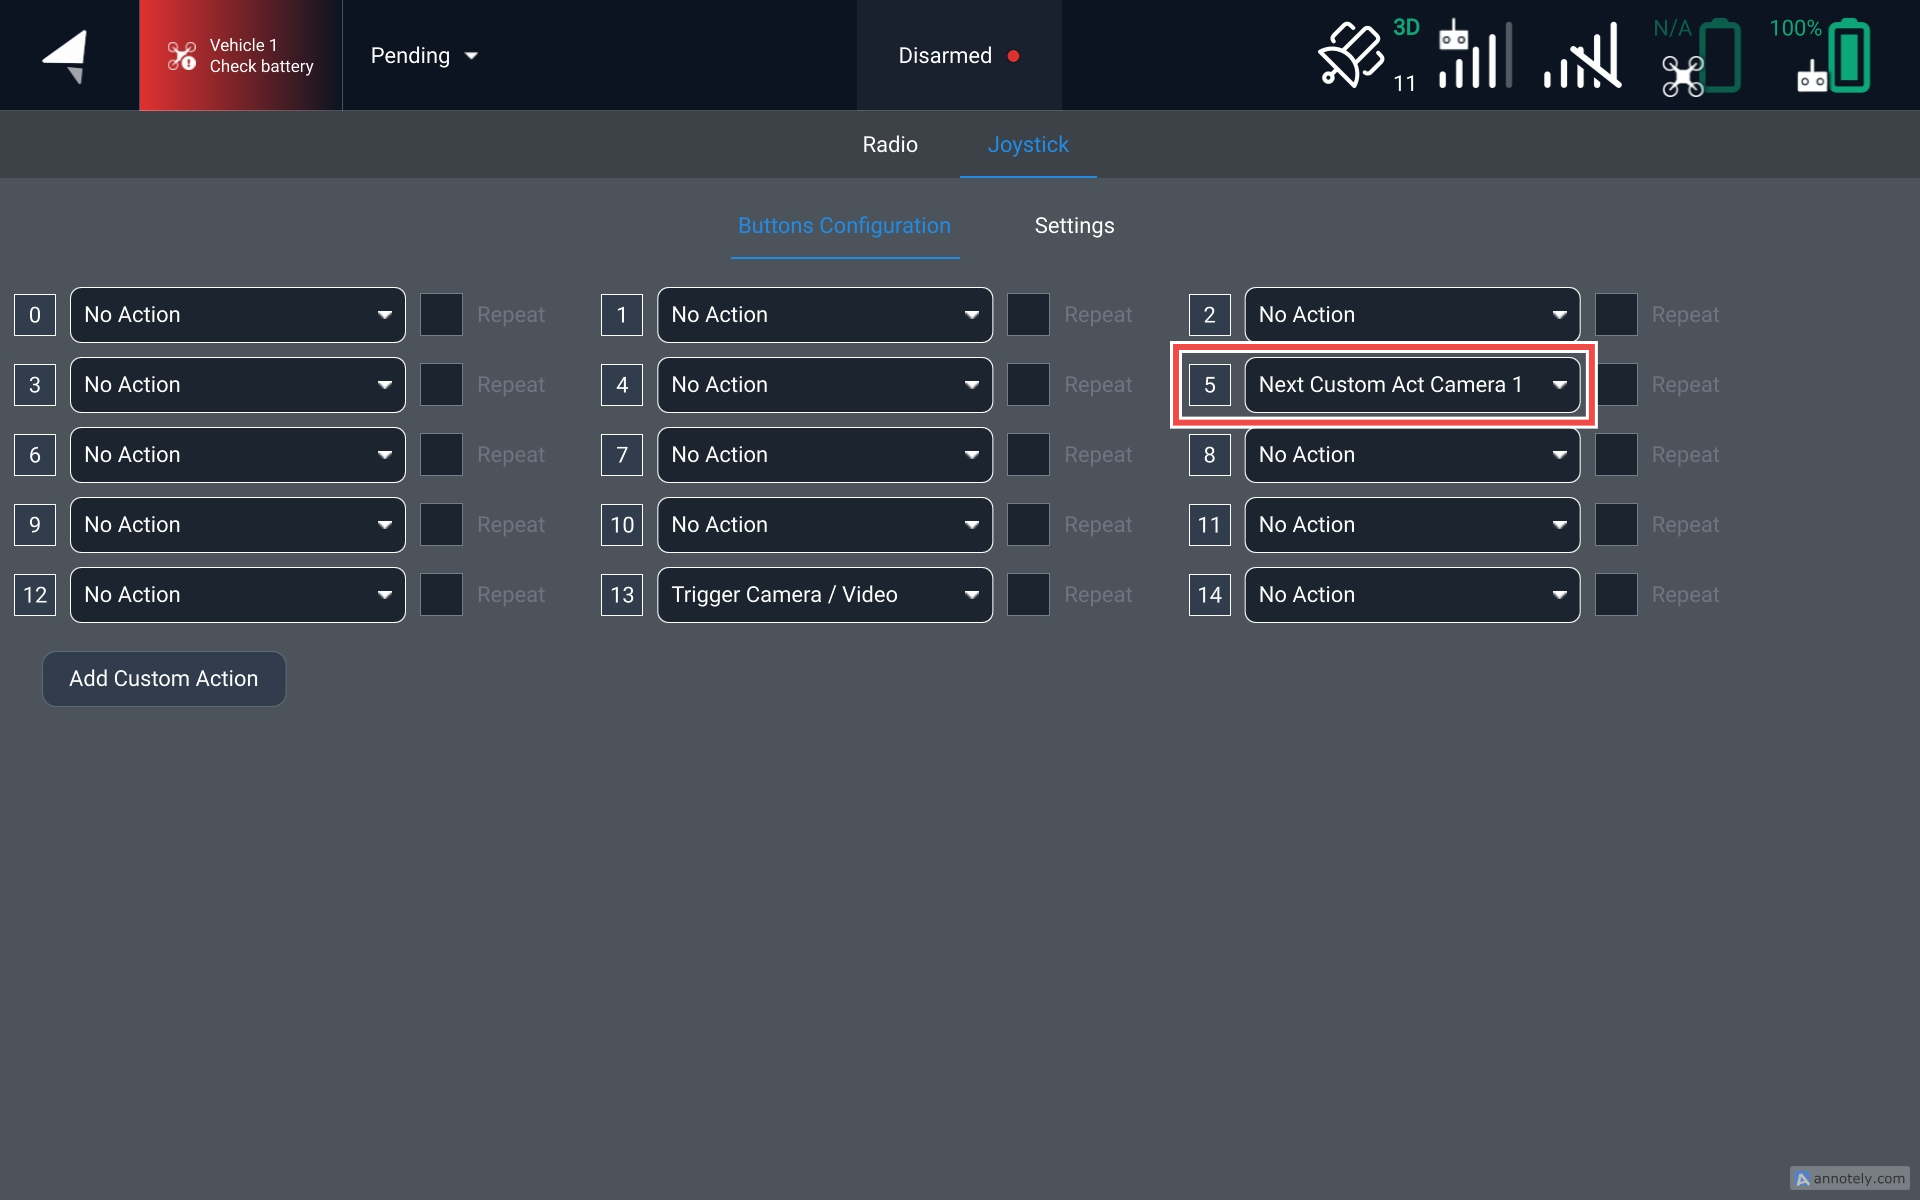 Vehicle 1
Check battery
Pending
Disarmed
3D
11
N/A
100%
Radio
Joystick
Buttons Configuration
Settings
0 No Action Repeat
1 No Action Repeat
2 No Action Repeat
3 No Action Repeat
4 No Action Repeat
5 Next Custom Act Camera 1 Repeat
6 No Action Repeat
7 No Action Repeat
8 No Action Repeat
9 No Action Repeat
10 No Action Repeat
11 No Action Repeat
12 No Action Repeat
13 Trigger Camera / Video Repeat
14 No Action Repeat
Add Custom Action
annotely.com